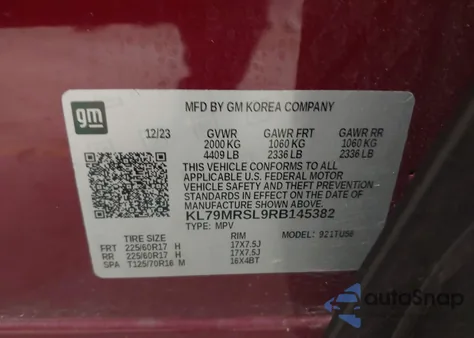 gm
MFD BY GM KOREA COMPANY
12/23 GVWR GAWR FRT GAWR RR
2000 KG 1060 KG 1060 KG
4409 LB 2336 LB 2336 LB
THIS VEHICLE CONFORMS TO ALL
APPLICABLE U.S. FEDERAL MOTOR
VEHICLE SAFETY AND THEFT PREVENTION
STANDARDS IN EFFECT ON THE DATE OF
MANUFACTURE SHOWN ABOVE.
KL79MRSL9RB145382
TYPE: MPV MODEL: 9Z1TU56
TIRE SIZE RIM
FRT 225/60R17 H 17X7.5J
RR 225/60R17 H 17X7.5J
SPA T125/70R16 M 16X4BT
autoSnap